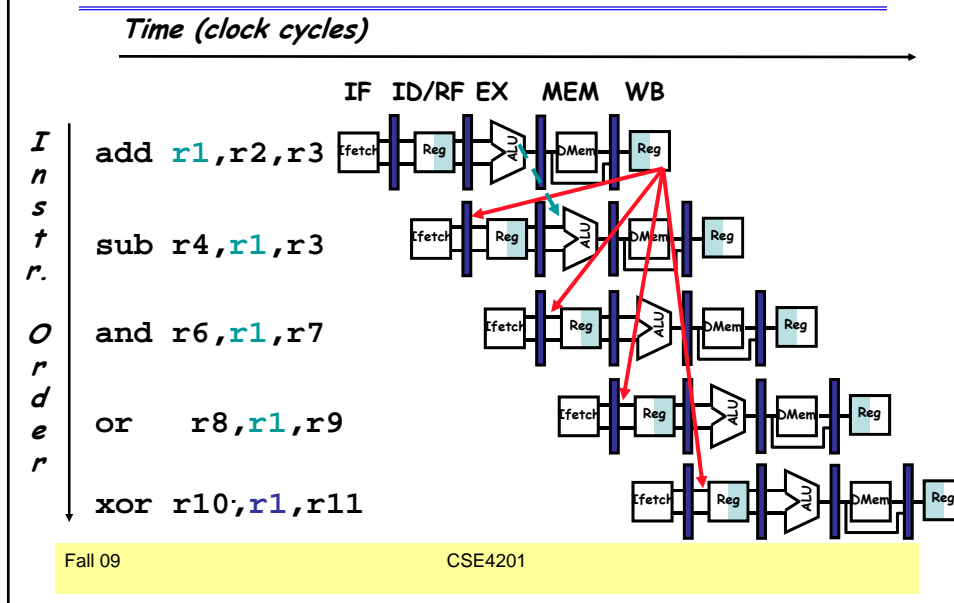 Time (clock cycles)
IF ID/RF EX MEM WB
Instr. Order
add r1,r2,r3
Ifetch Reg ALU DMem Reg
sub r4,r1,r3
Ifetch Reg ALU DMem Reg
and r6,r1,r7
Ifetch Reg ALU DMem Reg
or r8,r1,r9
Ifetch Reg ALU DMem Reg
xor r10,r1,r11
Ifetch Reg ALU DMem Reg
Fall 09 CSE4201